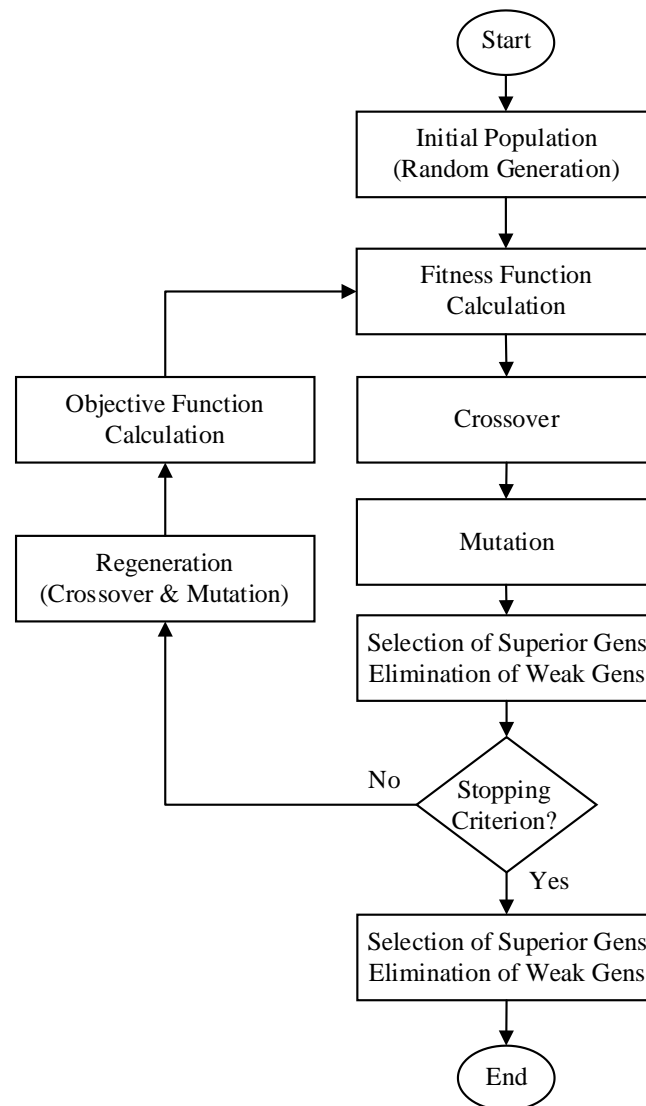 Start
Initial Population
(Random Generation)
Fitness Function
Calculation
Objective Function
Calculation
Crossover
Regeneration
(Crossover & Mutation)
Mutation
Selection of Superior Gens
Elimination of Weak Gens
No
Stopping
Criterion?
Yes
Selection of Superior Gens
Elimination of Weak Gens
End